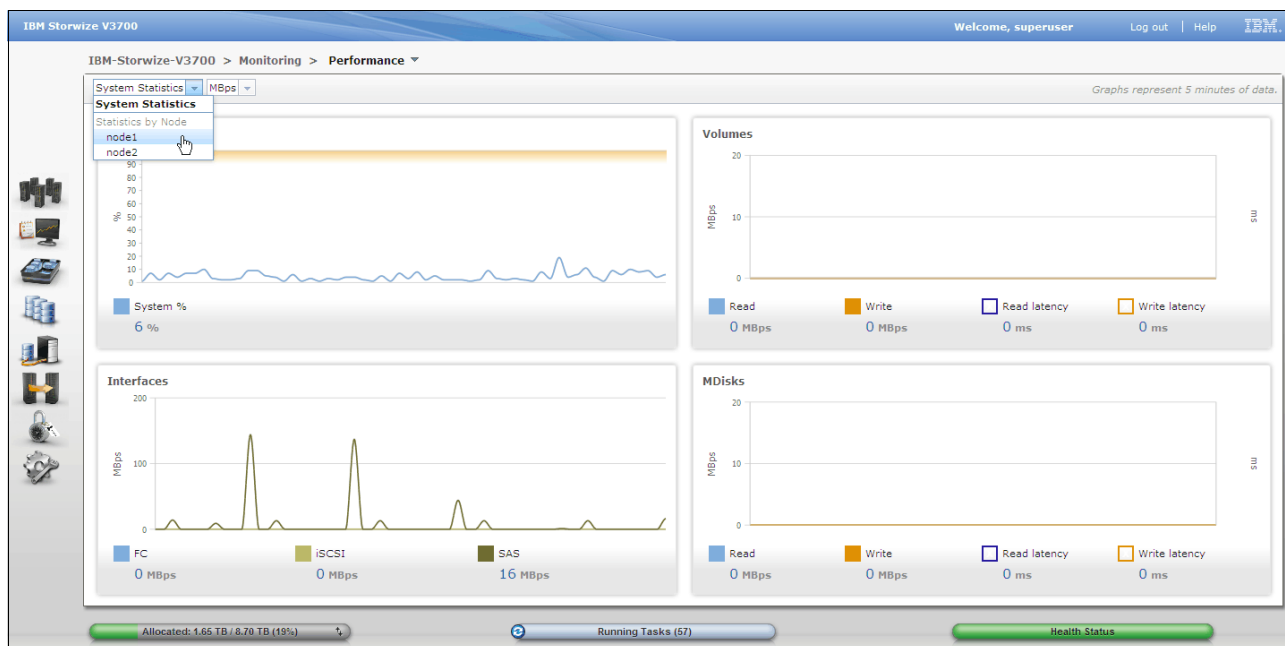 IBM Storwize V3700
Welcome, superuser
Log out | Help
IBM.
IBM-Storwize-V3700 > Monitoring > Performance
System Statistics
MBps
Graphs represent 5 minutes of data.
System Statistics
Statistics by Node
node1
node2
90
80
70
60
50
40
30
20
10
0
%
System %
6 %
Volumes
20
10
0
MBps
ms
Read
Write
Read latency
Write latency
0 MBps
0 MBps
0 ms
0 ms
Interfaces
200
100
0
MBps
FC
iSCSI
SAS
0 MBps
0 MBps
16 MBps
MDisks
20
10
0
MBps
ms
Read
Write
Read latency
Write latency
0 MBps
0 MBps
0 ms
0 ms
Allocated: 1.65 TB / 8.70 TB (19%)
Running Tasks (57)
Health Status